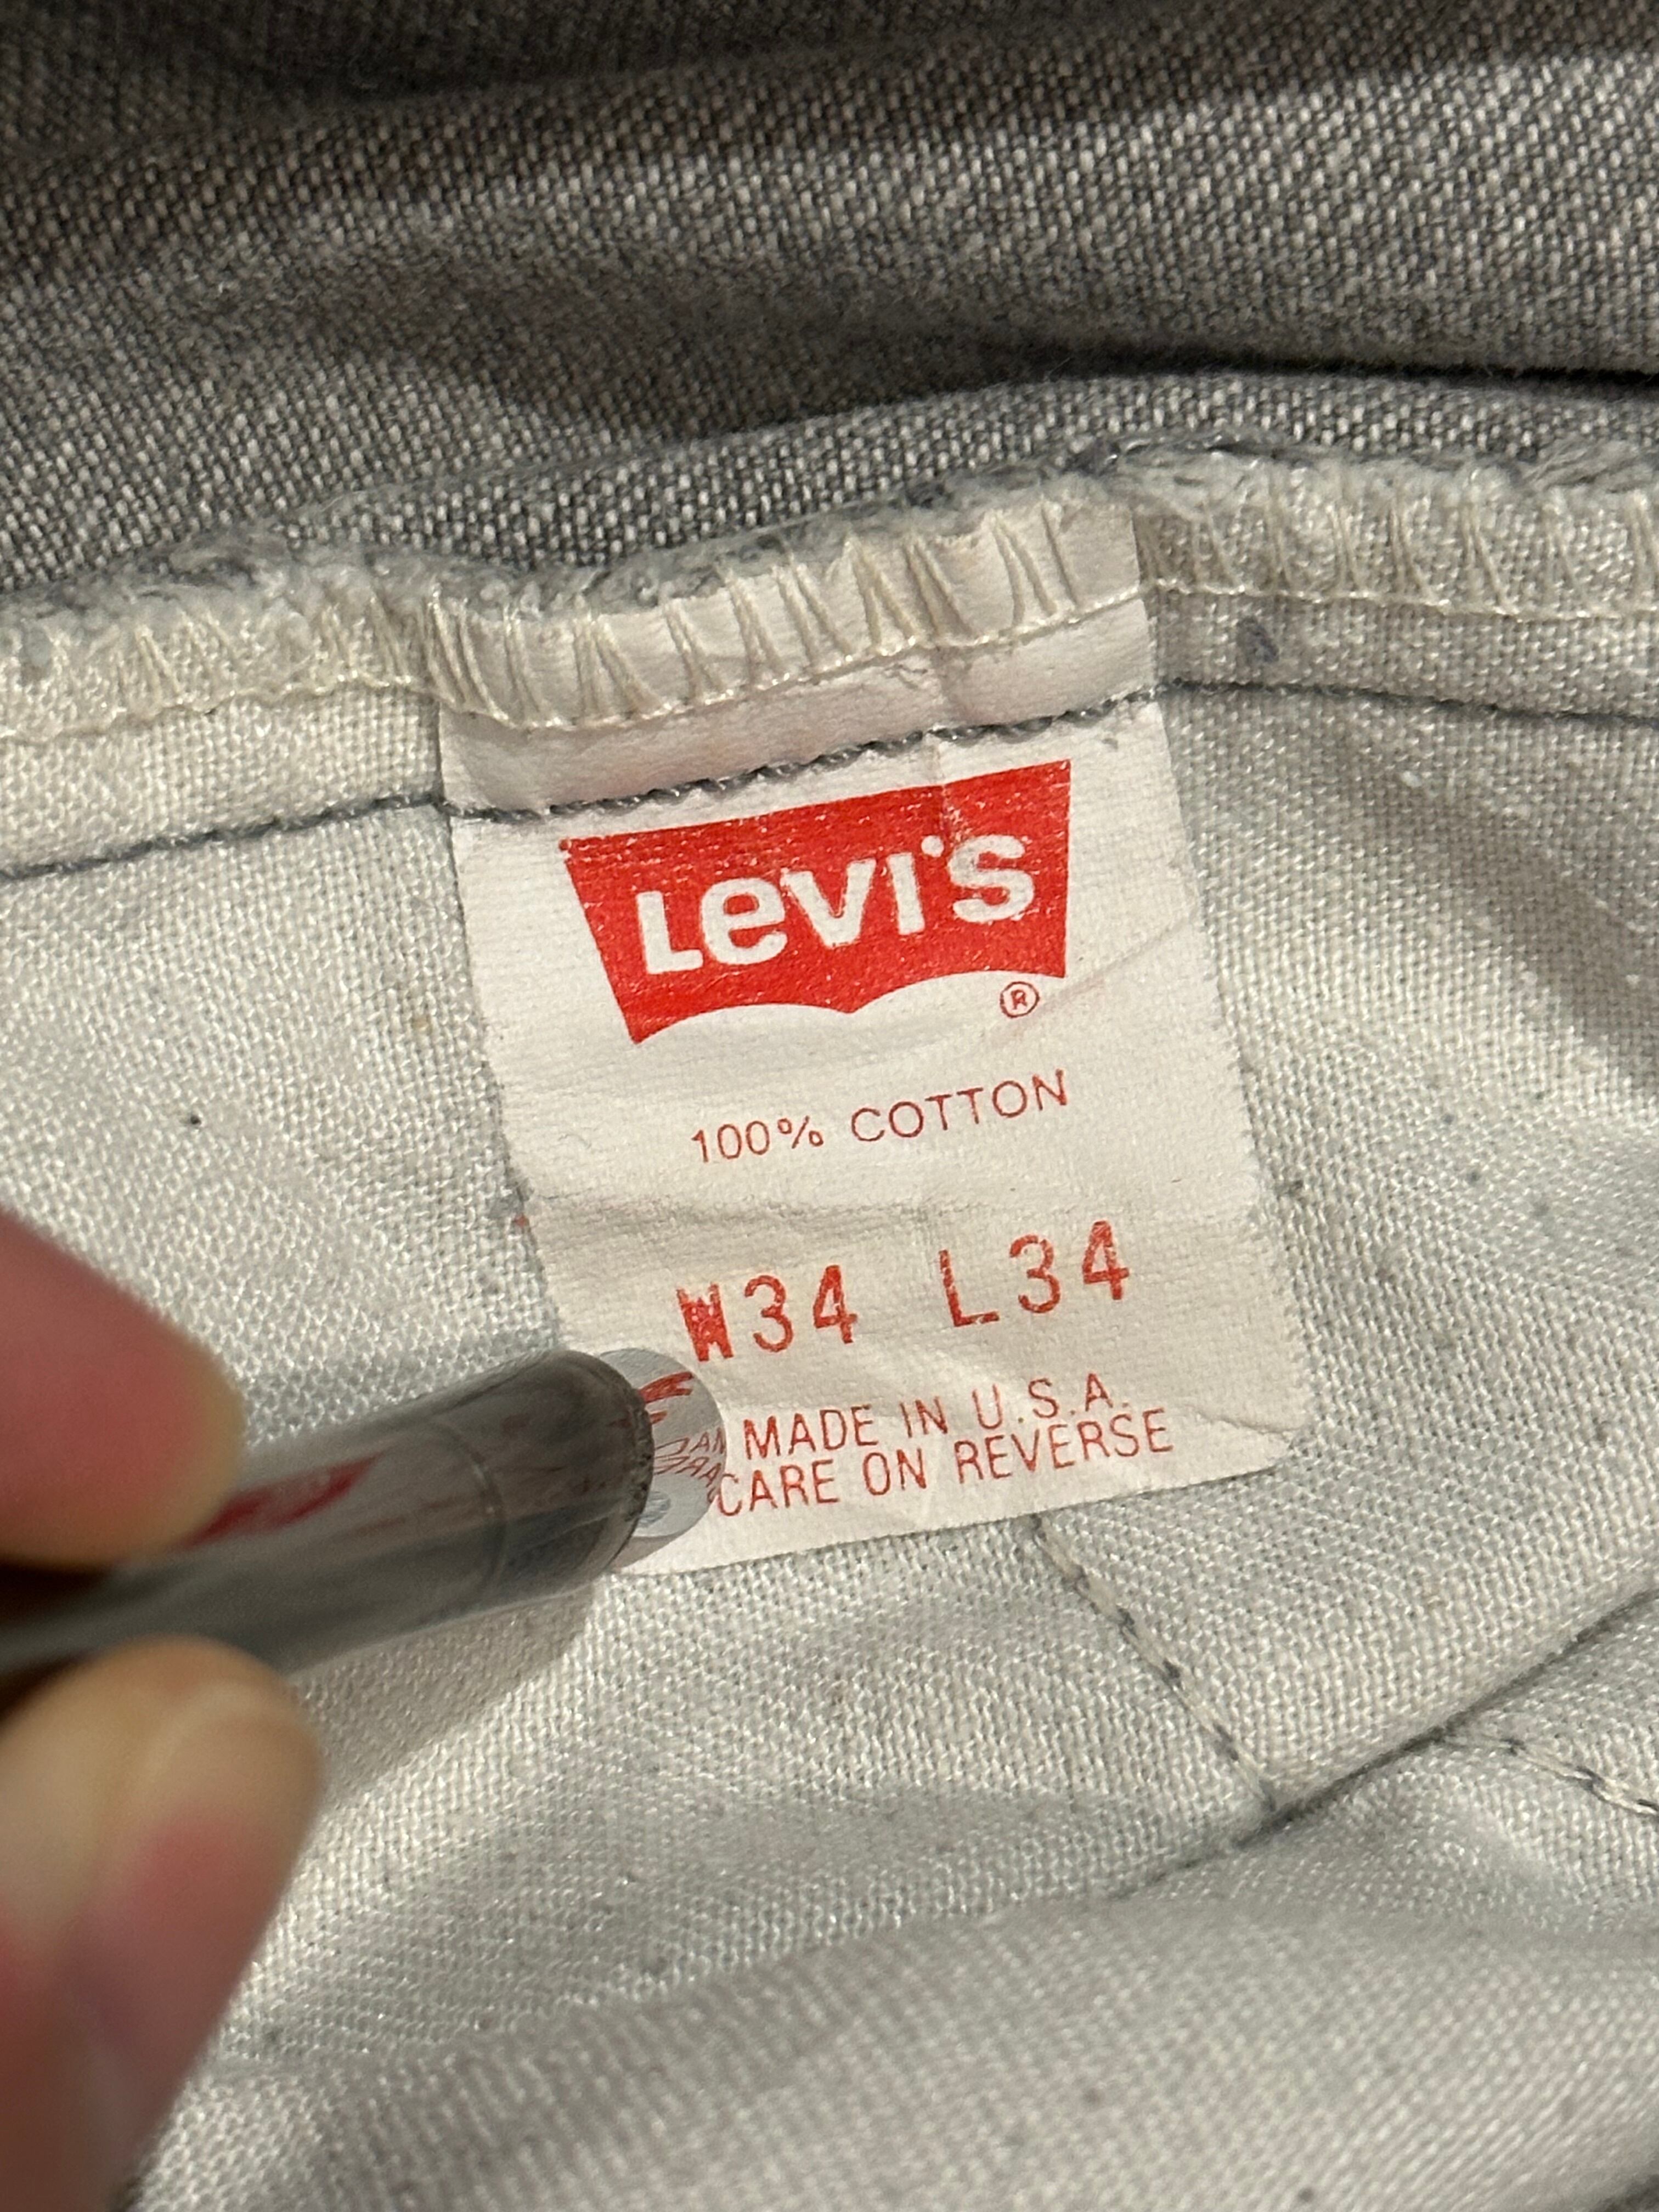 Levi's
®
100% COTTON
W34 L34
MADE IN U.S.A.
CARE ON REVERSE